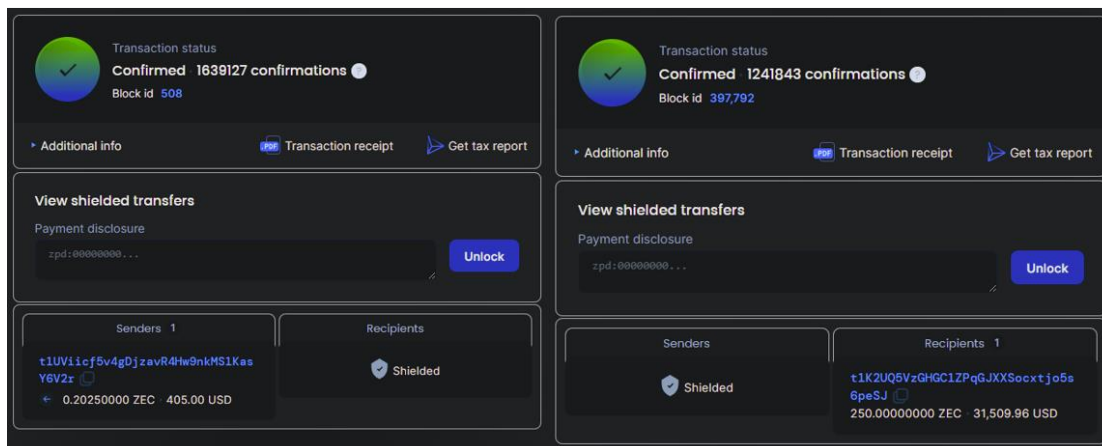 Transaction status
Confirmed · 1639127 confirmations ?
Block id 508
Additional info
PDF Transaction receipt
Get tax report
View shielded transfers
Payment disclosure
zpd:00000000...
Unlock
Senders 1
Recipients
t1UViicf5v4gDjzavR4Hw9nkMS1Kas
Y6V2r
0.20250000 ZEC · 405.00 USD
Shielded
Transaction status
Confirmed · 1241843 confirmations ?
Block id 397,792
Additional info
PDF Transaction receipt
Get tax report
View shielded transfers
Payment disclosure
zpd:00000000...
Unlock
Senders
Recipients 1
Shielded
t1K2UQ5VzGHGC1ZPqGJXXSocxtjo5s
6peSJ
250.00000000 ZEC · 31,509.96 USD